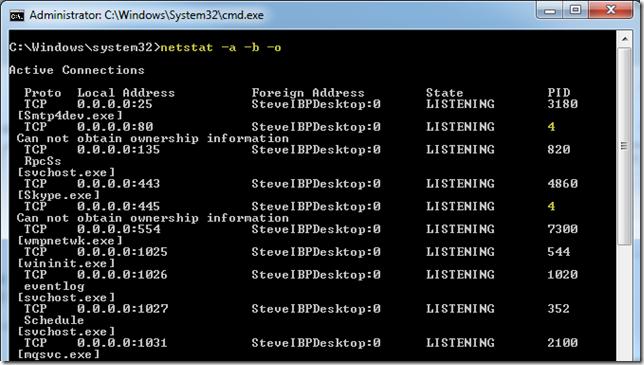 Administrator: C:\Windows\System32\cmd.exe
C:\Windows\system32>netstat -a -b -o
Active Connections
Proto Local Address Foreign Address State PID
TCP 0.0.0.0:25 SteveIBPDesktop:0 LISTENING 3180
[Smtp4dev.exe]
TCP 0.0.0.0:80 SteveIBPDesktop:0 LISTENING 4
Can not obtain ownership information
TCP 0.0.0.0:135 SteveIBPDesktop:0 LISTENING 820
RpcSs
[svchost.exe]
TCP 0.0.0.0:443 SteveIBPDesktop:0 LISTENING 4860
[Skype.exe]
TCP 0.0.0.0:445 SteveIBPDesktop:0 LISTENING 4
Can not obtain ownership information
TCP 0.0.0.0:554 SteveIBPDesktop:0 LISTENING 7300
[wmpnetwk.exe]
TCP 0.0.0.0:1025 SteveIBPDesktop:0 LISTENING 544
[wininit.exe]
TCP 0.0.0.0:1026 SteveIBPDesktop:0 LISTENING 1020
eventlog
[svchost.exe]
TCP 0.0.0.0:1027 SteveIBPDesktop:0 LISTENING 352
Schedule
[svchost.exe]
TCP 0.0.0.0:1031 SteveIBPDesktop:0 LISTENING 2100
[mqsvc.exe]